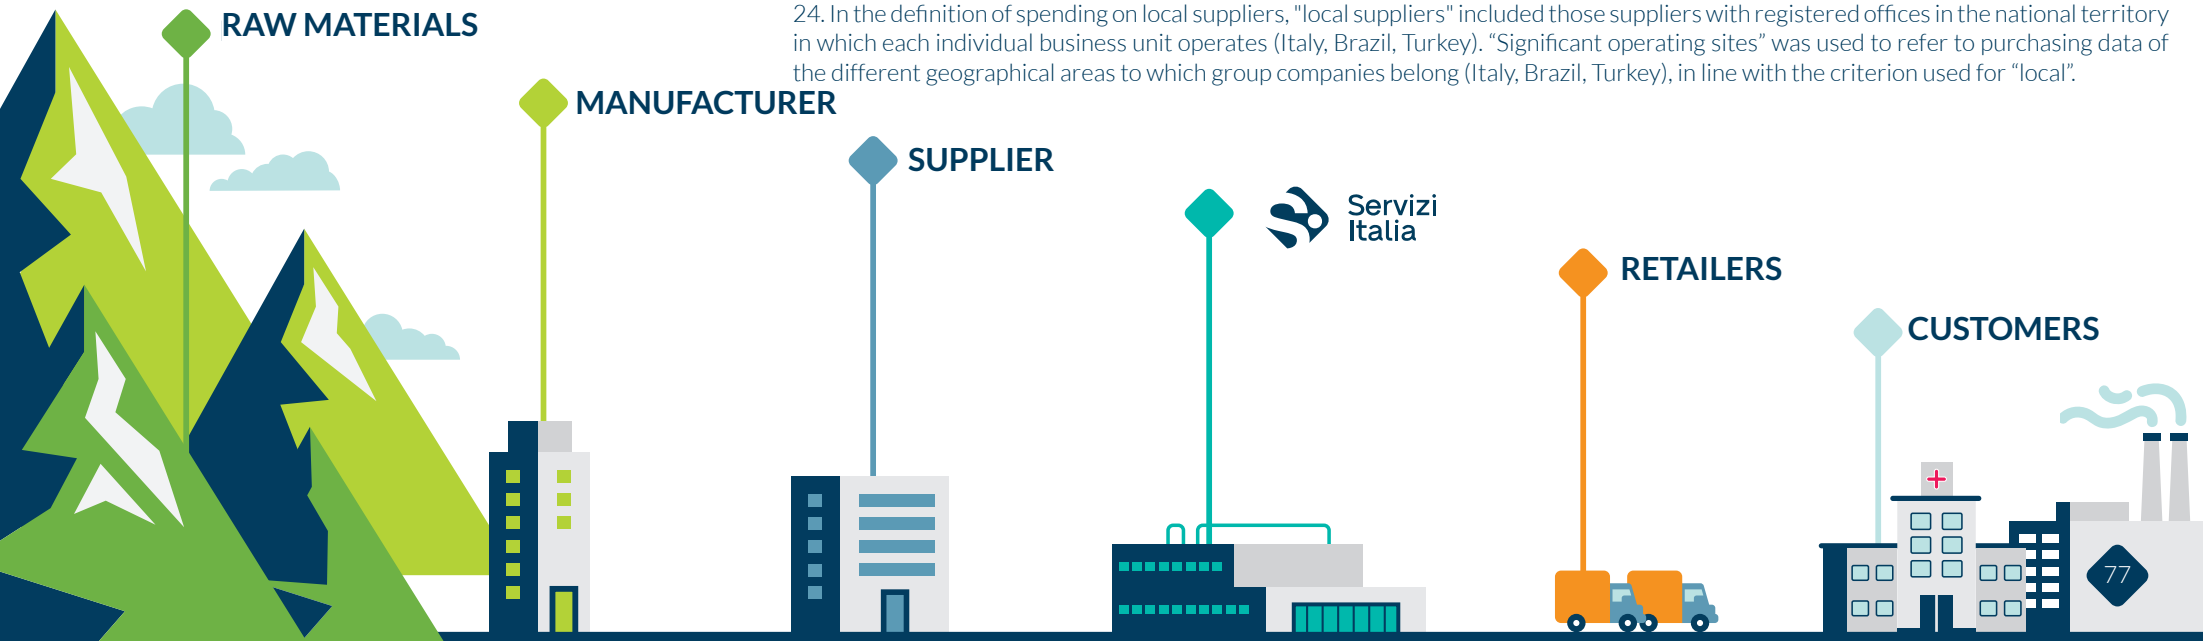 24. In the definition of spending on local suppliers, "local suppliers" included those suppliers with registered offices in the national territory
in which each individual business unit operates (Italy, Brazil, Turkey). “Significant operating sites” was used to refer to purchasing data of
the different geographical areas to which group companies belong (Italy, Brazil, Turkey), in line with the criterion used for “local”.
RAW MATERIALS
MANUFACTURER
SUPPLIER
Servizi
Italia
RETAILERS
CUSTOMERS
77